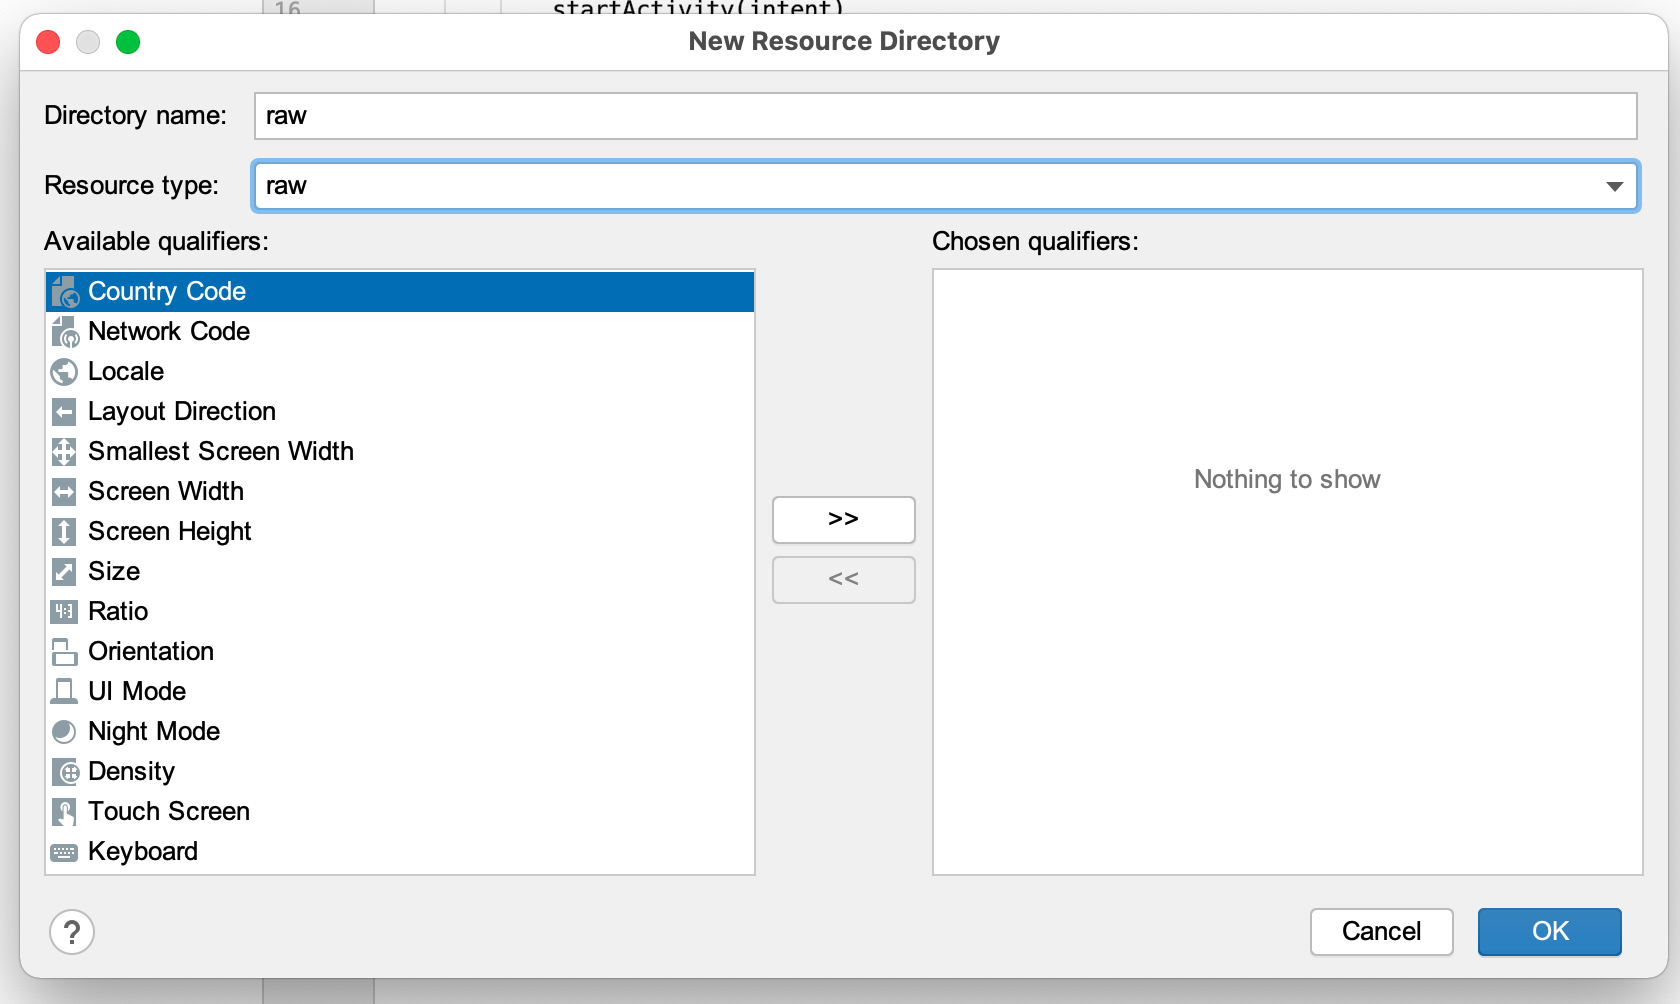 16 startActivity(intent)
New Resource Directory
Directory name: raw
Resource type: raw
Available qualifiers:
Chosen qualifiers:
Country Code
Network Code
Locale
Layout Direction
Smallest Screen Width
Screen Width
Screen Height
Size
4:3 Ratio
Orientation
UI Mode
Night Mode
Density
Touch Screen
Keyboard
>>
<<
Nothing to show
?
Cancel
OK